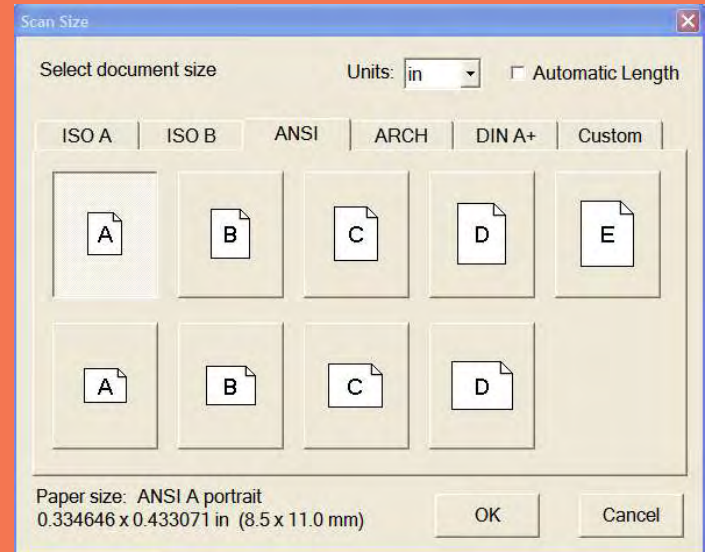 Scan Size
Select document size Units: in Automatic Length
ISO A ISO B ANSI ARCH DIN A+ Custom
A B C D E
A B C D
Paper size: ANSI A portrait
0.334646 x 0.433071 in (8.5 x 11.0 mm) OK Cancel